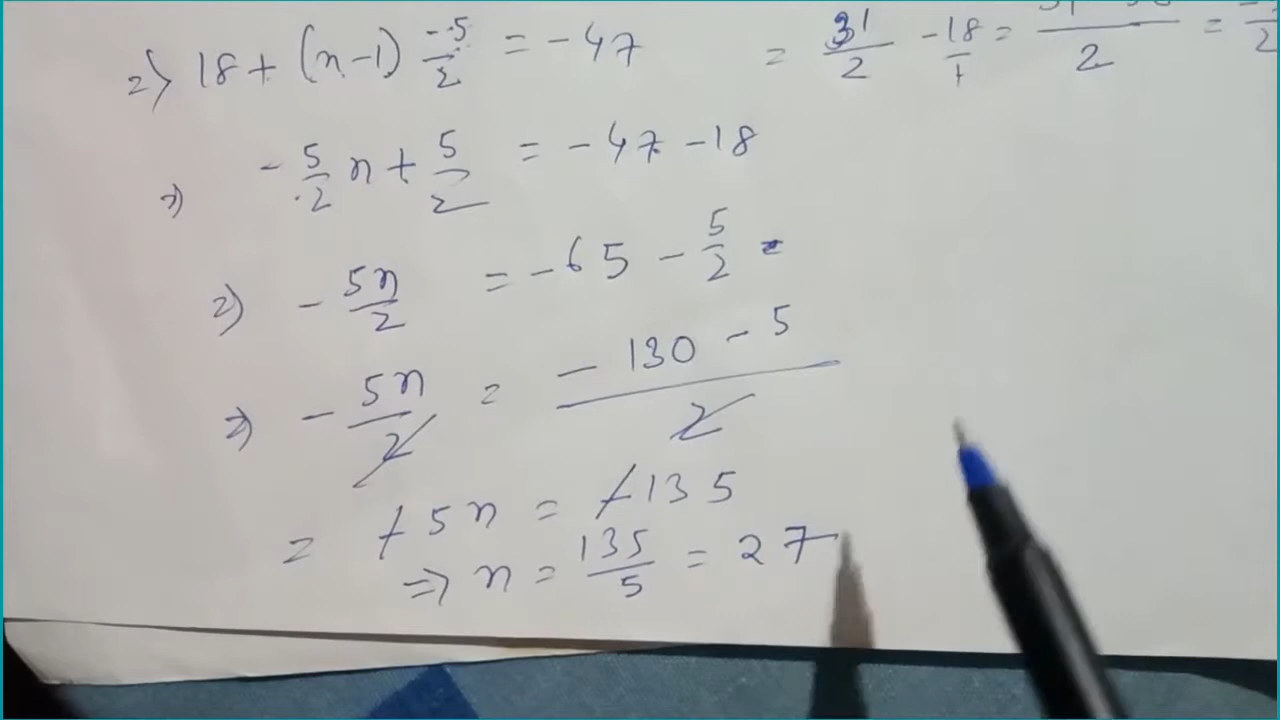 => 18 + (n-1) -5/2 = -47 = 31/2 - 18/1 = /2 = /2
=> -5/2 n + 5/2 = -47 -18
=> - 5n/2 = -65 - 5/2 =
=> - 5n/2 = - 130 - 5 / 2
= +5n = +135
=> n = 135/5 = 27